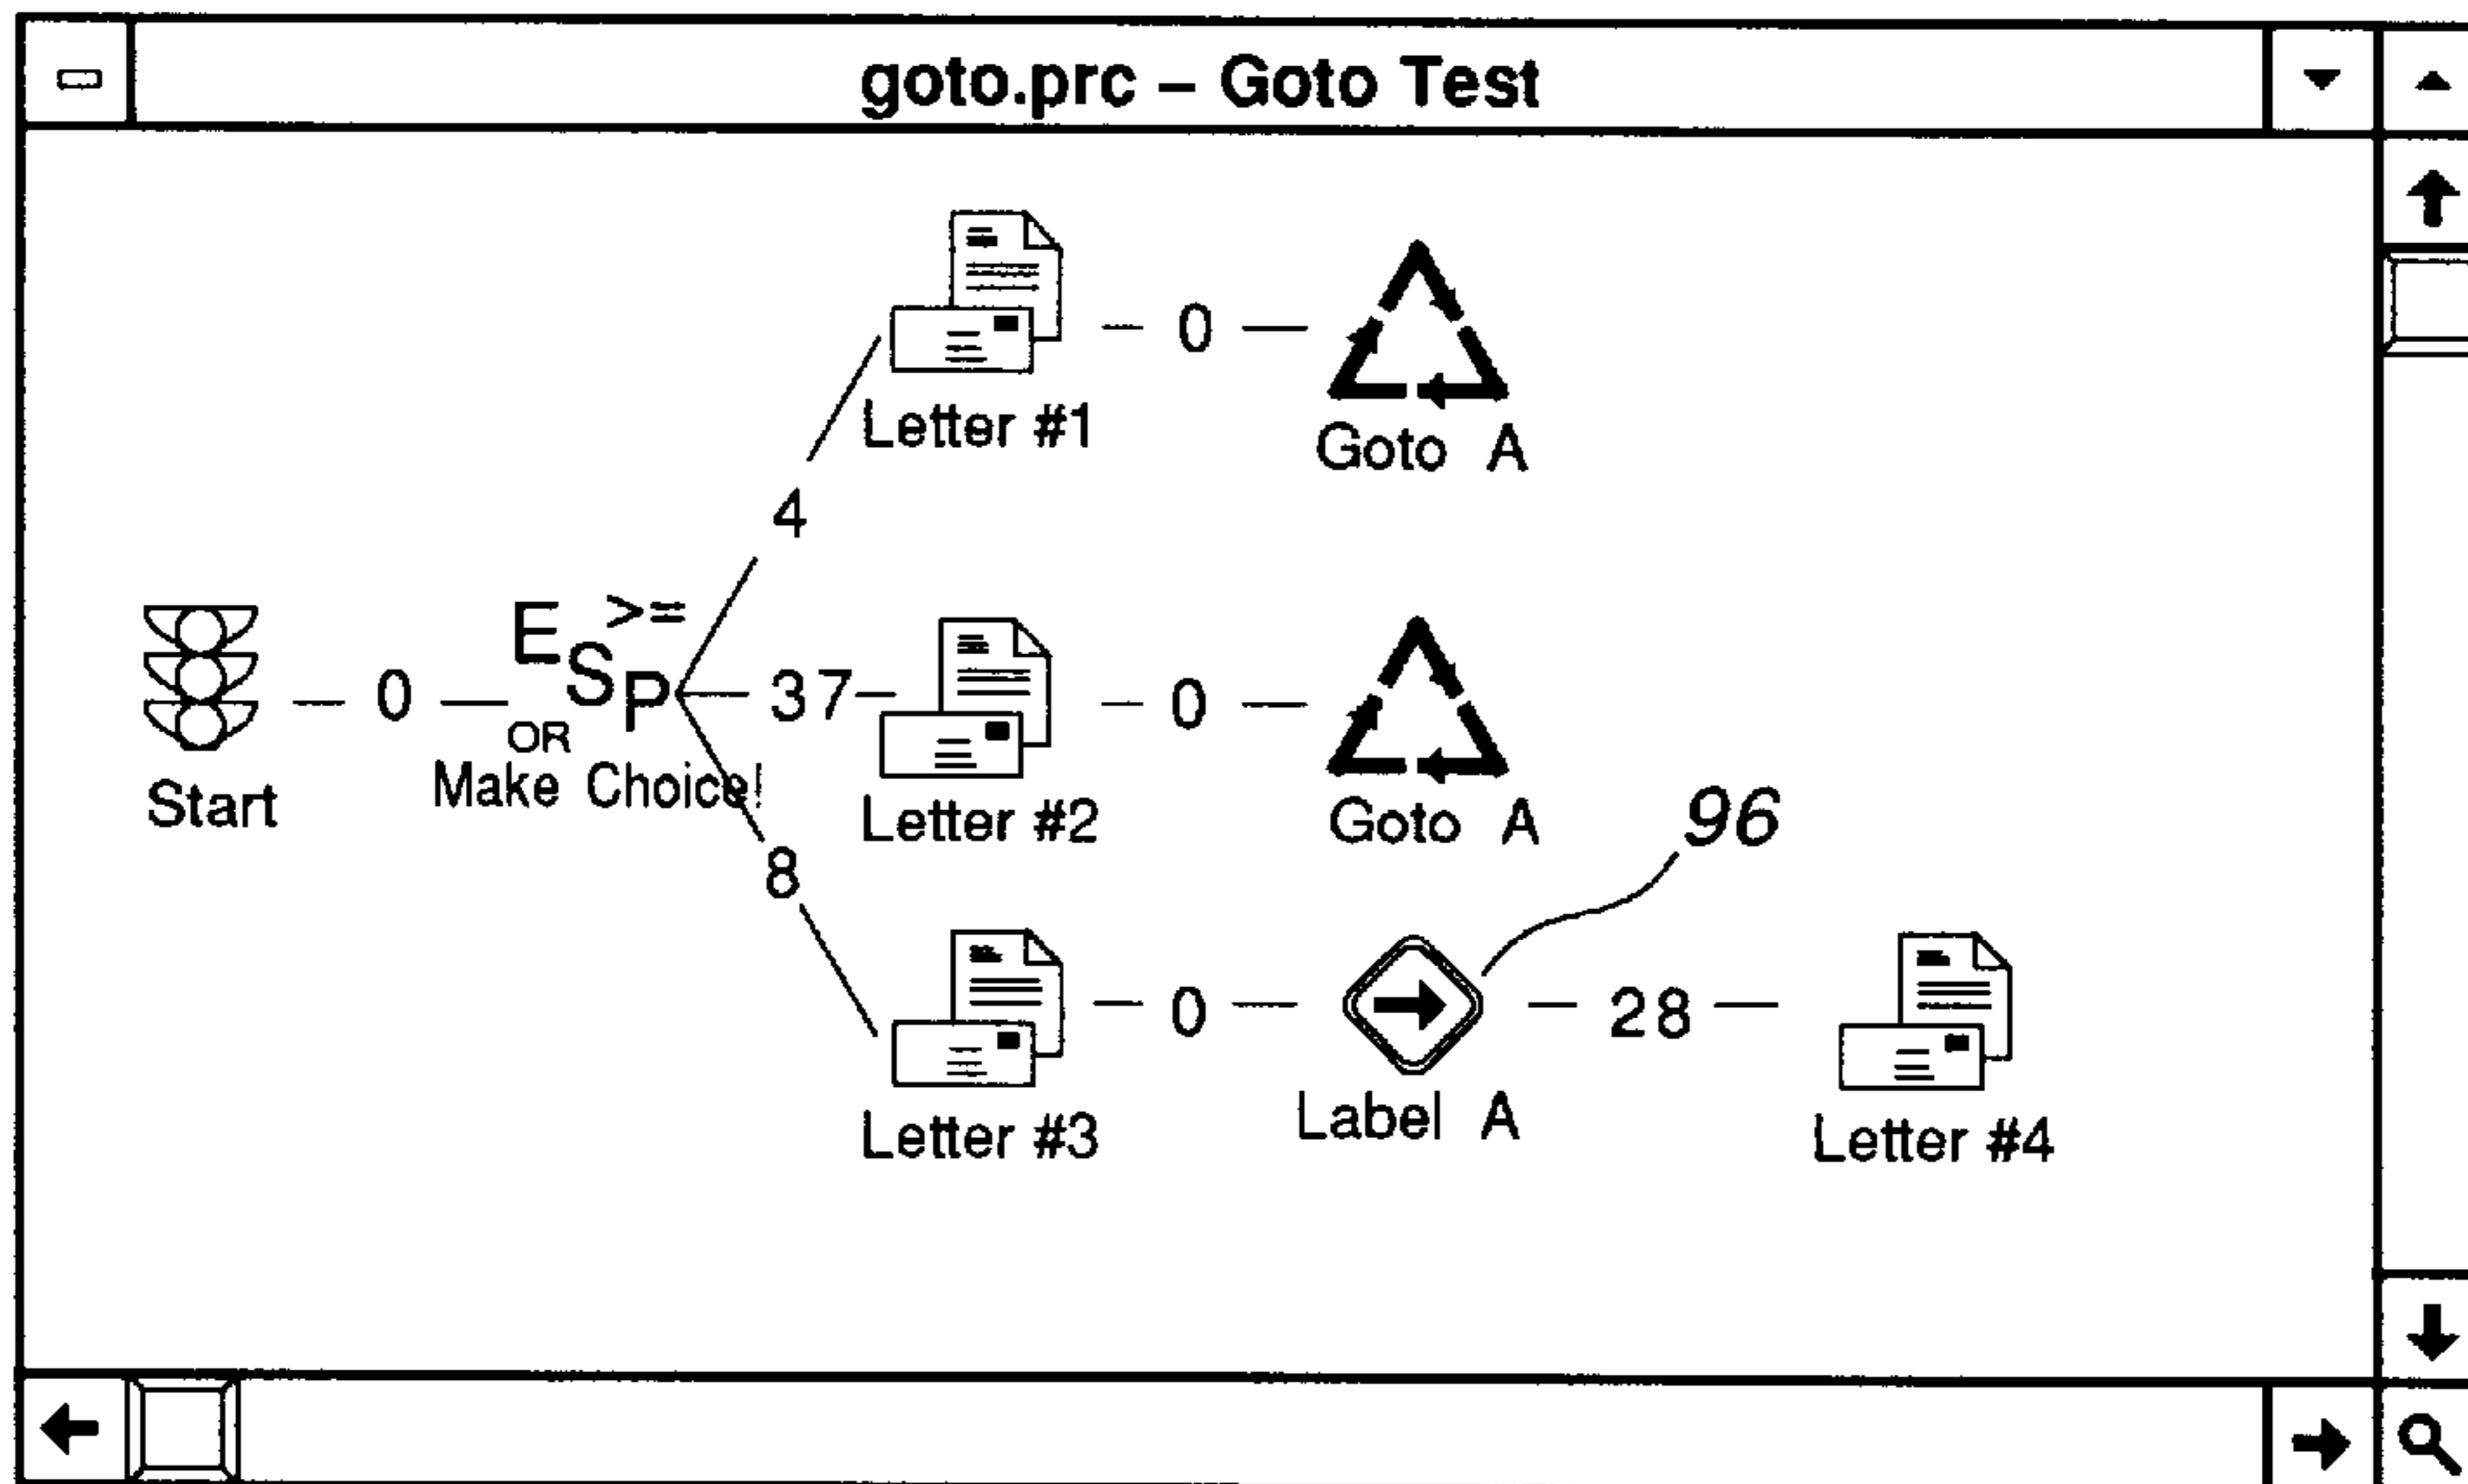 goto.prc – Goto Test
0
Letter #1
Goto A
4
E >=
S
P
0
37
0
OR
Make Choice!
Start
Letter #2
Goto A
96
8
0
28
Letter #3
Label A
Letter #4